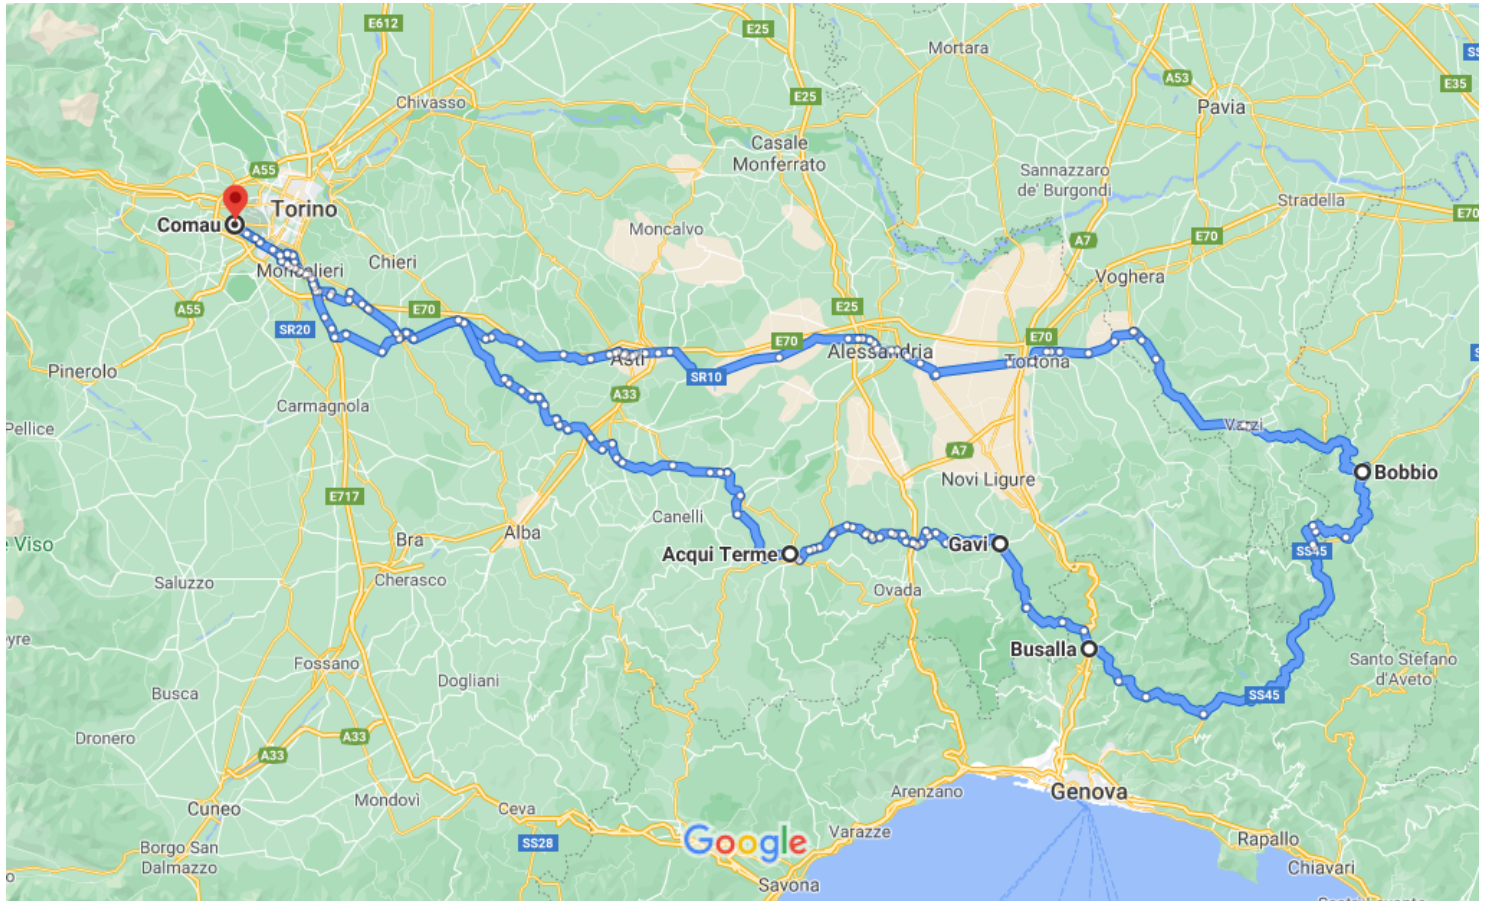 E612
E25
Mortara
SS
A53
E35
Chivasso
E25
Pavia
Casale
Monferrato
A55
Sannazzaro
de' Burgondi
Stradella
Torino
Comau
E70
Moncalvo
A7
E70
Moncalieri
Chieri
Voghera
A55
E70
E25
SR20
E70
E70
Alessandria
Asti
Tortona
Pinerolo
SR10
A33
Carmagnola
Pellice
Varzi
A7
Bobbio
Novi Ligure
E717
Canelli
Alba
Bra
Viso
Acqui Terme
Gavi
SS45
Cherasco
Saluzzo
Ovada
eyre
Busalla
Fossano
Santo Stefano
d'Aveto
Dogliani
Busca
SS45
Dronero
A33
A33
Genova
Arenzano
Mondovì
Ceva
Cuneo
Varazze
Rapallo
Google
SS28
Borgo San
Dalmazzo
Chiavari
Savona